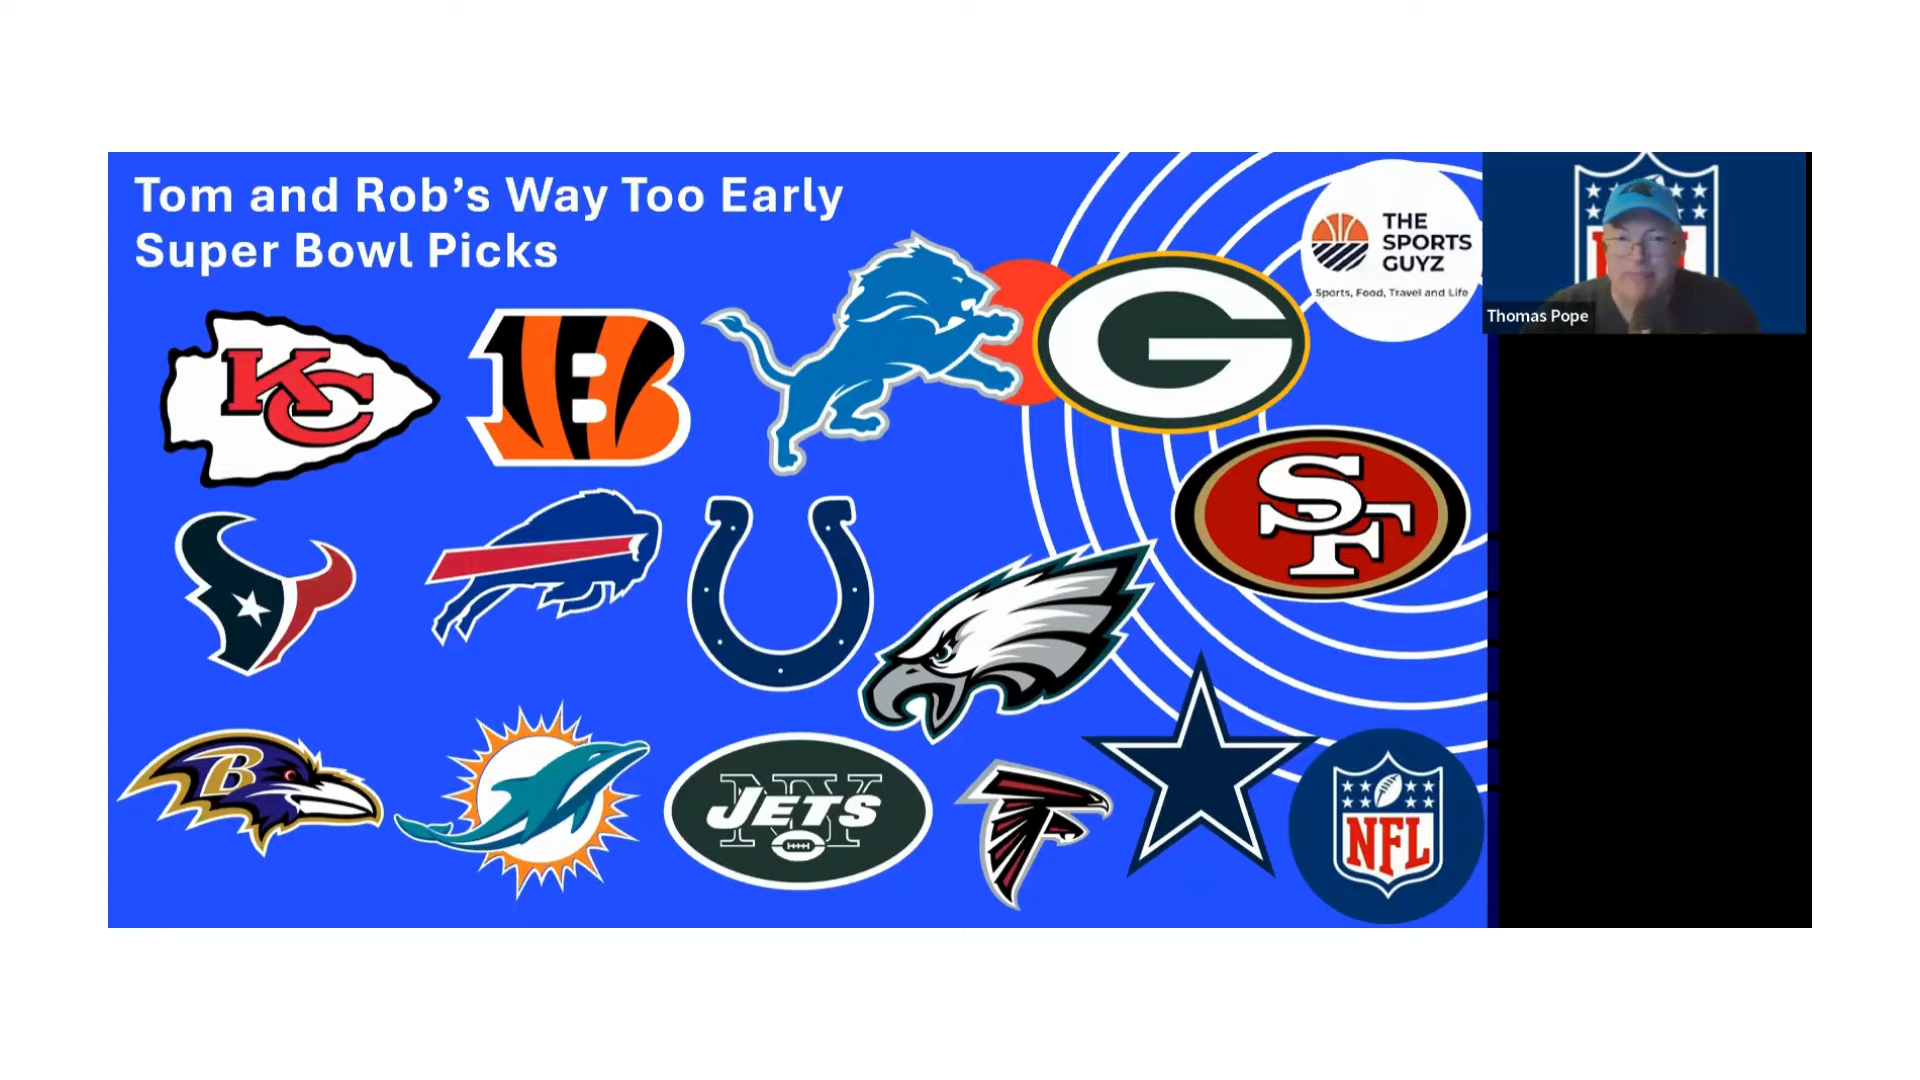 Tom and Rob's Way Too Early
Super Bowl Picks
THE
SPORTS
GUYZ
Sports, Food, Travel and Life
Thomas Pope
KC
B
G
SF
B
NY
JETS
NFL